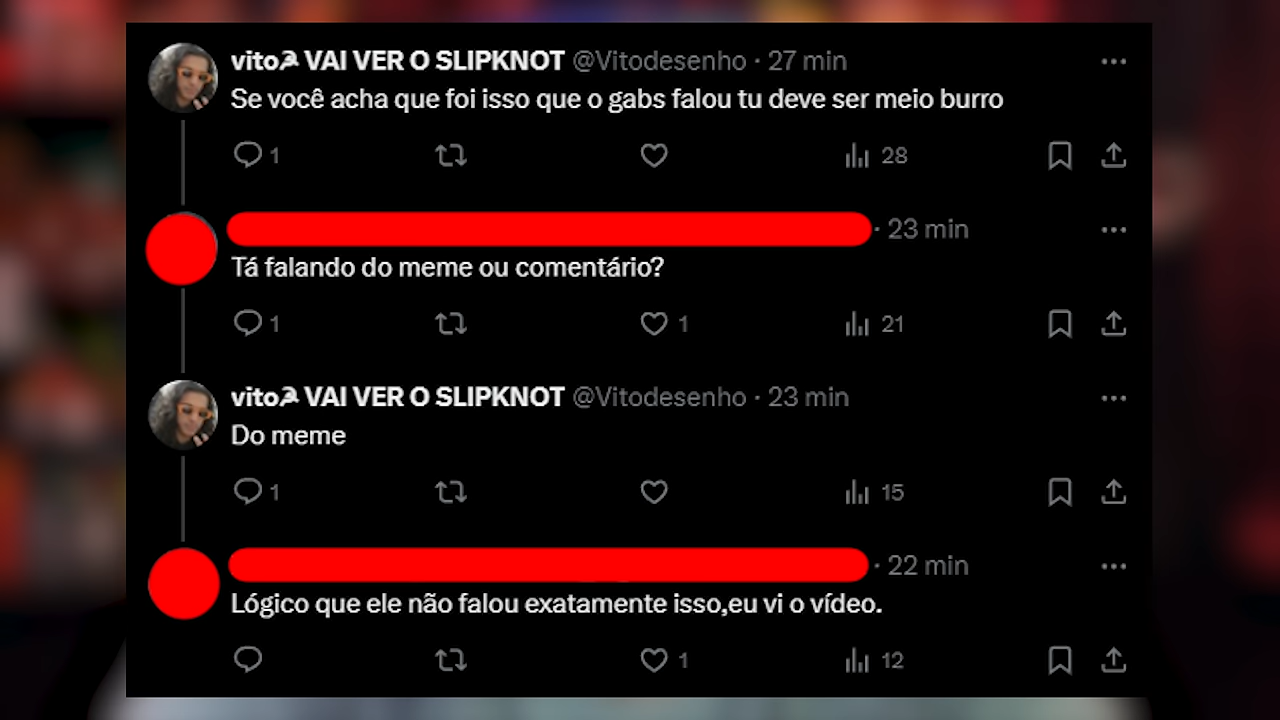 vito☭ VAI VER O SLIPKNOT @Vitodesenho · 27 min
Se você acha que foi isso que o gabs falou tu deve ser meio burro
1 28
· 23 min
Tá falando do meme ou comentário?
1 1 21
vito☭ VAI VER O SLIPKNOT @Vitodesenho · 23 min
Do meme
1 15
· 22 min
Lógico que ele não falou exatamente isso,eu vi o vídeo.
1 12